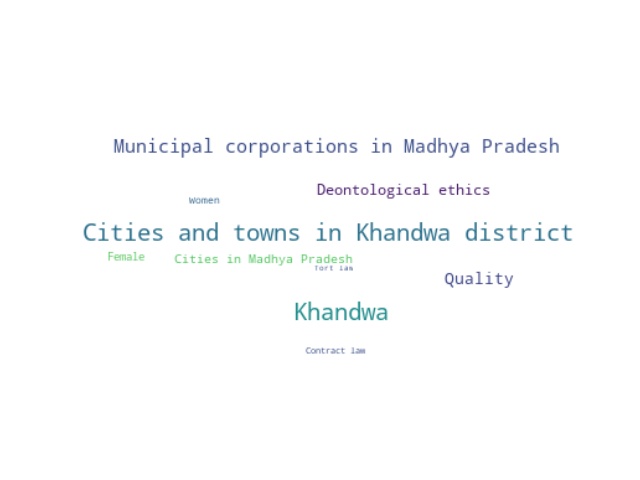 Municipal corporations in Madhya Pradesh
Deontological ethics
Women
Cities and towns in Khandwa district
Female
Cities in Madhya Pradesh
Tort law
Quality
Khandwa
Contract law